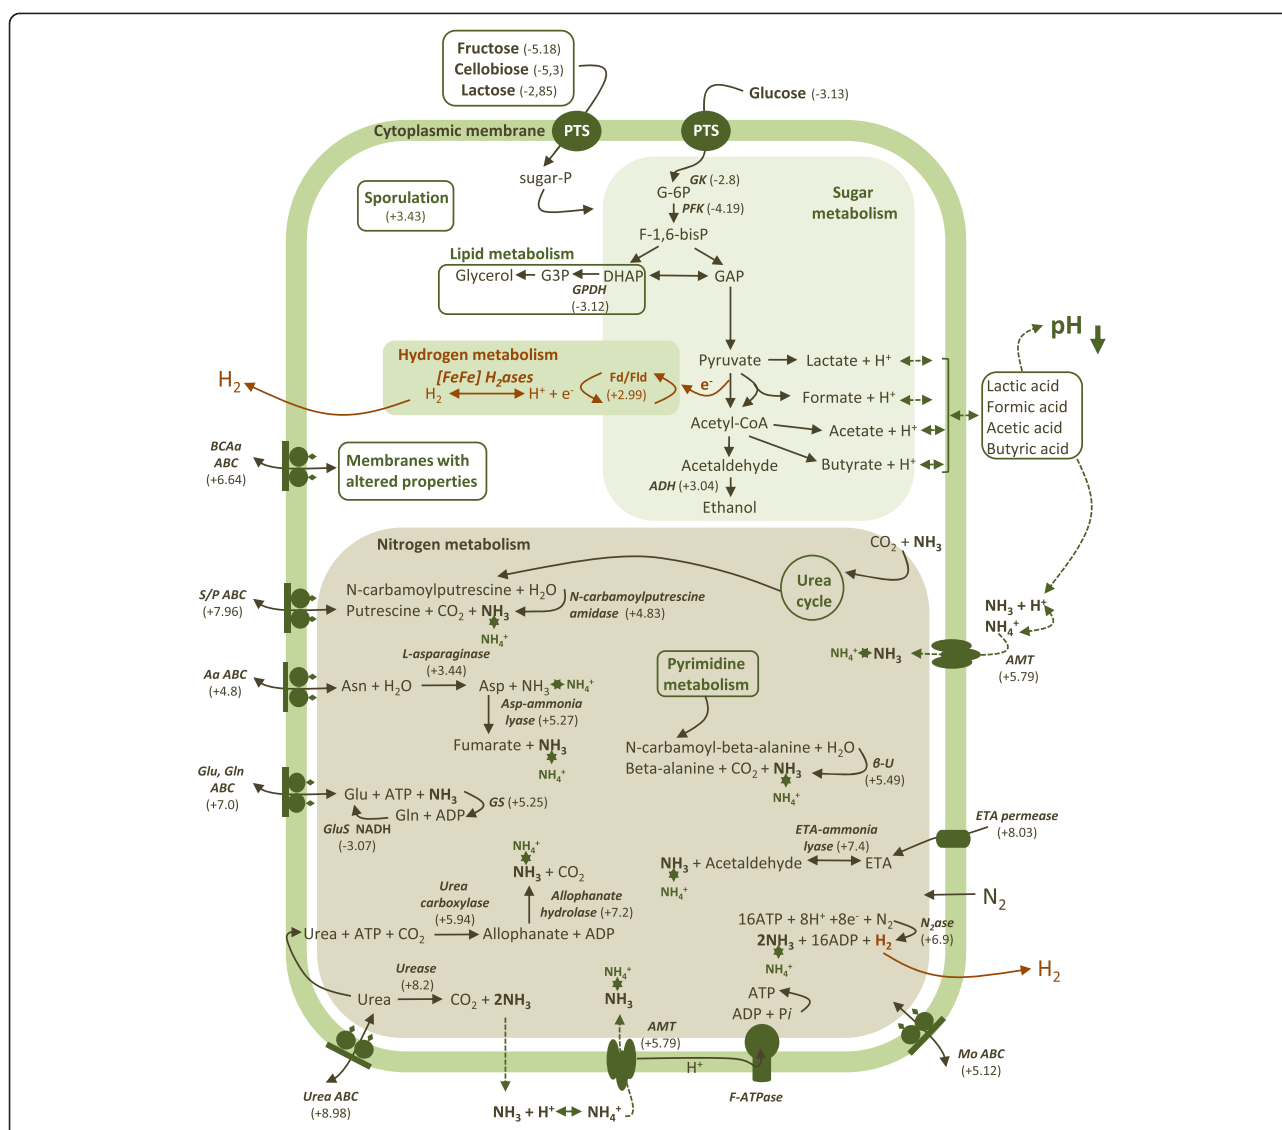 Fructose (-5.18)
Cellobiose (-5,3)
Lactose (-2,85)
Glucose (-3.13)
Cytoplasmic membrane
PTS
PTS
sugar-P
GK (-2.8)
G-6P
PFK (-4.19)
F-1,6-bisP
Sugar
metabolism
Sporulation
(+3.43)
Lipid metabolism
Glycerol
G3P
DHAP
GAP
GPDH
(-3.12)
pH
Hydrogen metabolism
[FeFe] H₂ases
H₂
H⁺ + e⁻
Fd/Fld
(+2.99)
e⁻
H₂
Pyruvate
Lactate + H⁺
Formate + H⁺
Acetyl-CoA
Acetate + H⁺
Acetaldehyde
Butyrate + H⁺
ADH (+3.04)
Ethanol
Lactic acid
Formic acid
Acetic acid
Butyric acid
BCAa
ABC
(+6.64)
Membranes with
altered properties
Nitrogen metabolism
CO₂ + NH₃
Urea
cycle
S/P ABC
(+7.96)
N-carbamoylputrescine + H₂O
Putrescine + CO₂ + NH₃
NH₄⁺
N-carbamoylputrescine
amidase (+4.83)
NH₃ + H⁺
NH₄⁺
AMT
(+5.79)
NH₄⁺
NH₃
Aa ABC
(+4.8)
L-asparaginase
(+3.44)
Asn + H₂O
Asp + NH₃
NH₄⁺
Asp-ammonia
lyase (+5.27)
Fumarate + NH₃
NH₄⁺
Pyrimidine
metabolism
N-carbamoyl-beta-alanine + H₂O
Beta-alanine + CO₂ + NH₃
NH₄⁺
β-U
(+5.49)
Glu, Gln
ABC
(+7.0)
Glu + ATP + NH₃
Gln + ADP
GS (+5.25)
GluS NADH
(-3.07)
ETA permease
(+8.03)
ETA-ammonia
lyase (+7.4)
NH₃ + Acetaldehyde
ETA
NH₄⁺
NH₄⁺
NH₃ + CO₂
Urea
carboxylase
(+5.94)
Allophanate
hydrolase (+7.2)
Urea + ATP + CO₂
Allophanate + ADP
N₂
16ATP + 8H⁺ +8e⁻ + N₂
2NH₃ + 16ADP + H₂
N₂ase
(+6.9)
NH₄⁺
H₂
Urease
(+8.2)
Urea
CO₂ + 2NH₃
NH₄⁺
NH₃
ATP
ADP + Pi
AMT
(+5.79)
H⁺
F-ATPase
Mo ABC
(+5.12)
Urea ABC
(+8.98)
NH₃ + H⁺
NH₄⁺